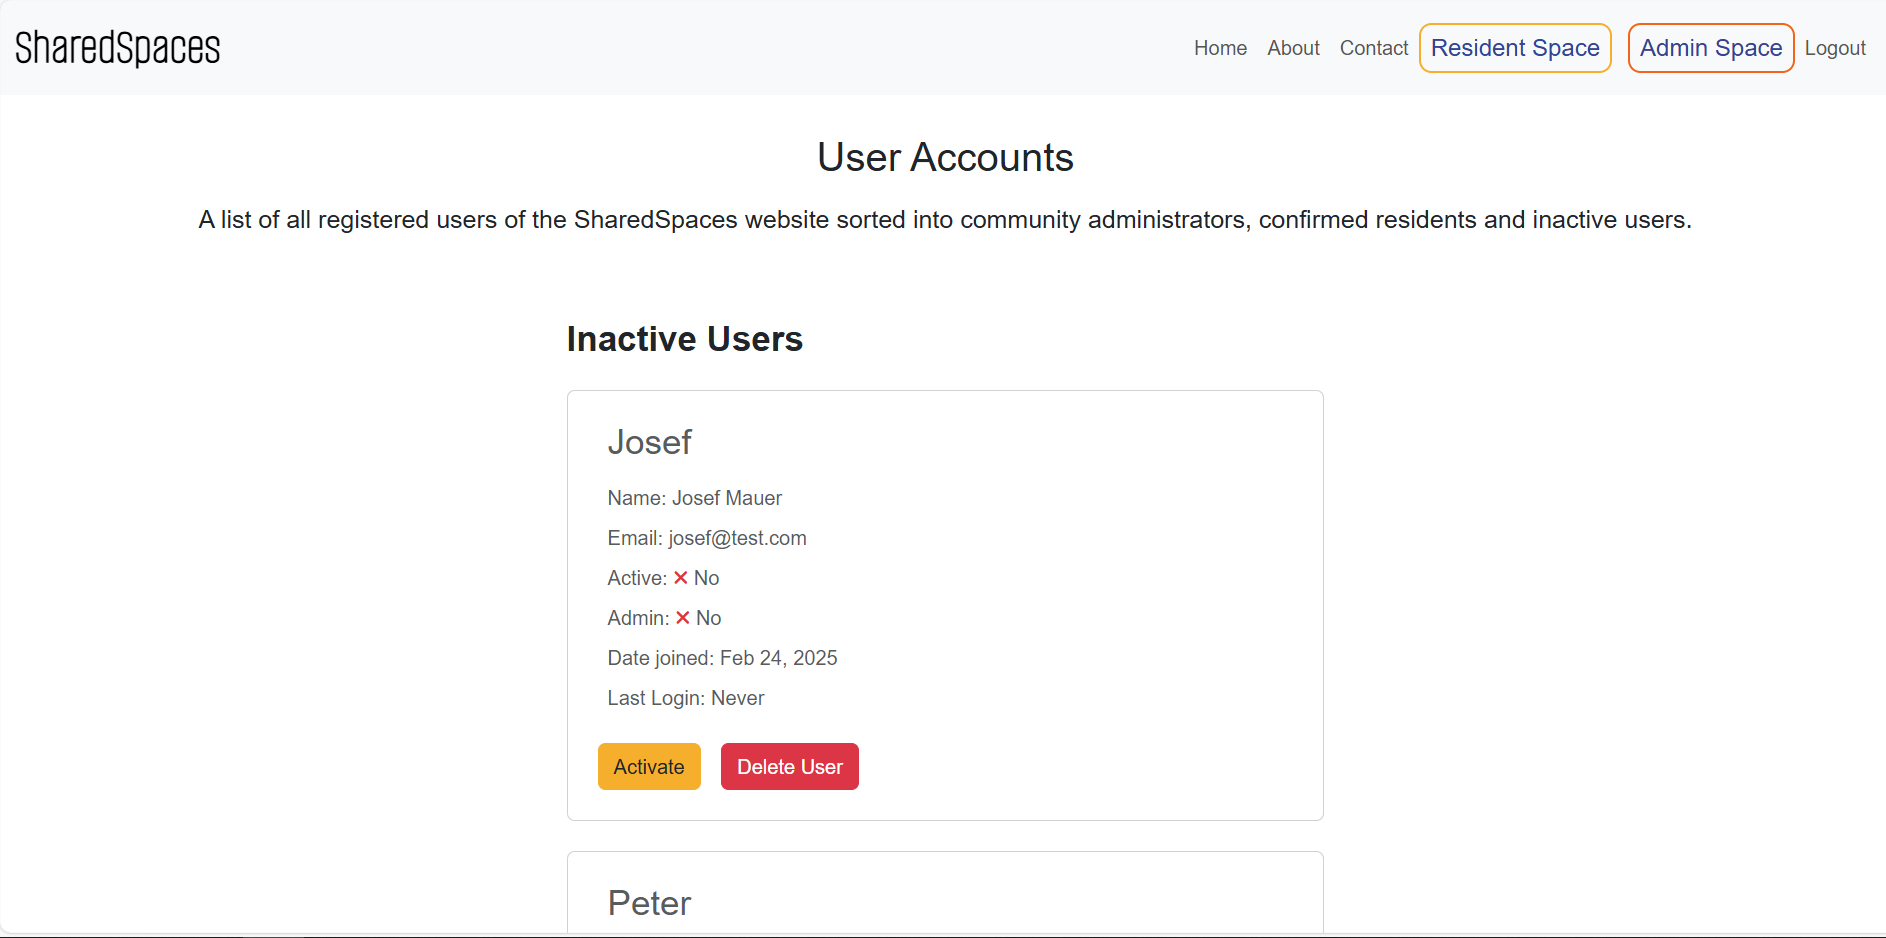 SharedSpaces
Home About Contact Resident Space Admin Space Logout
User Accounts
A list of all registered users of the SharedSpaces website sorted into community administrators, confirmed residents and inactive users.
Inactive Users
Josef
Name: Josef Mauer
Email: josef@test.com
Active: ✕ No
Admin: ✕ No
Date joined: Feb 24, 2025
Last Login: Never
Activate Delete User
Peter